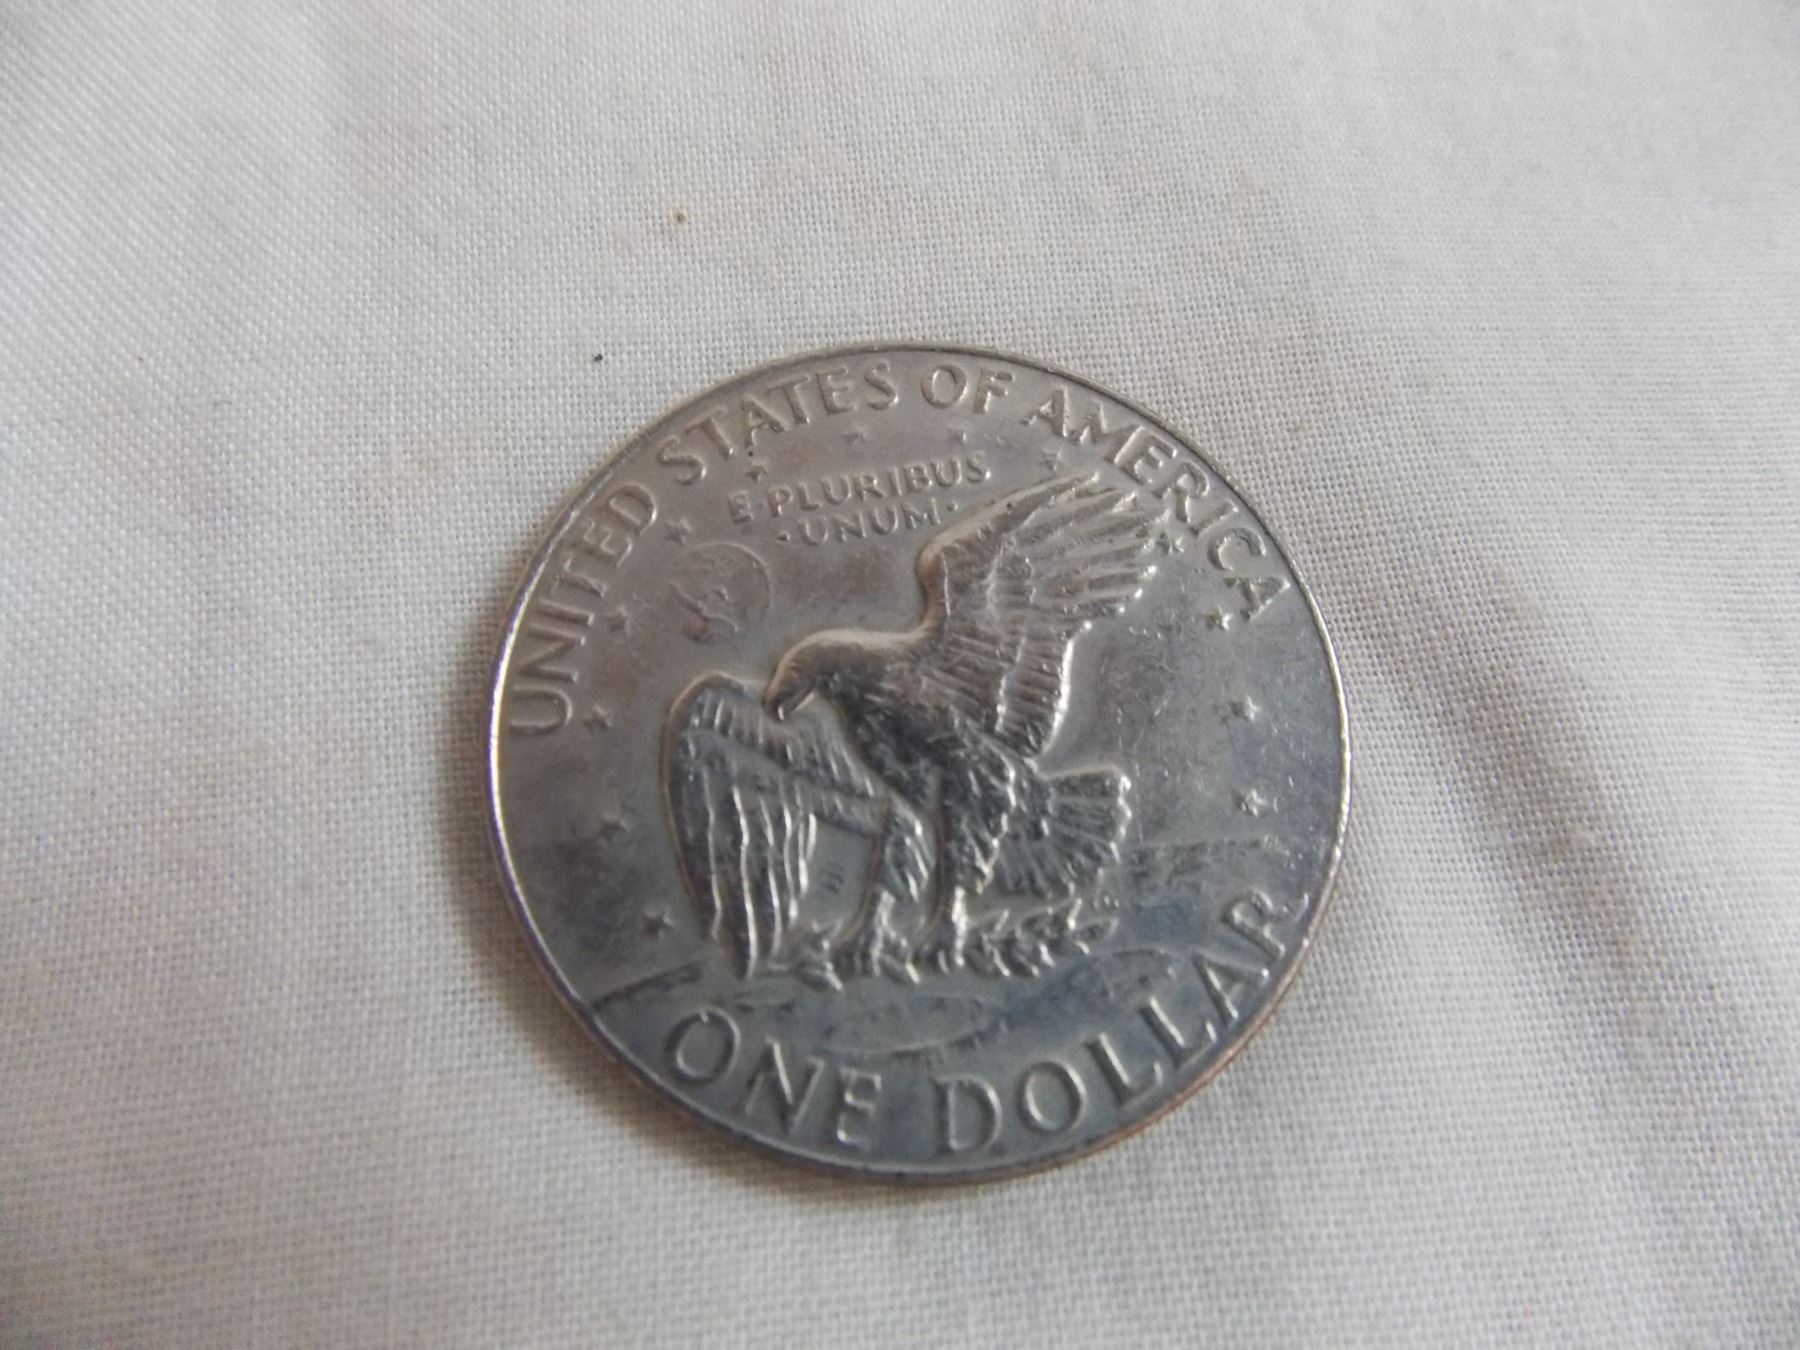 UNITED STATES OF AMERICA
E·PLURIBUS
·UNUM·
ONE DOLLAR